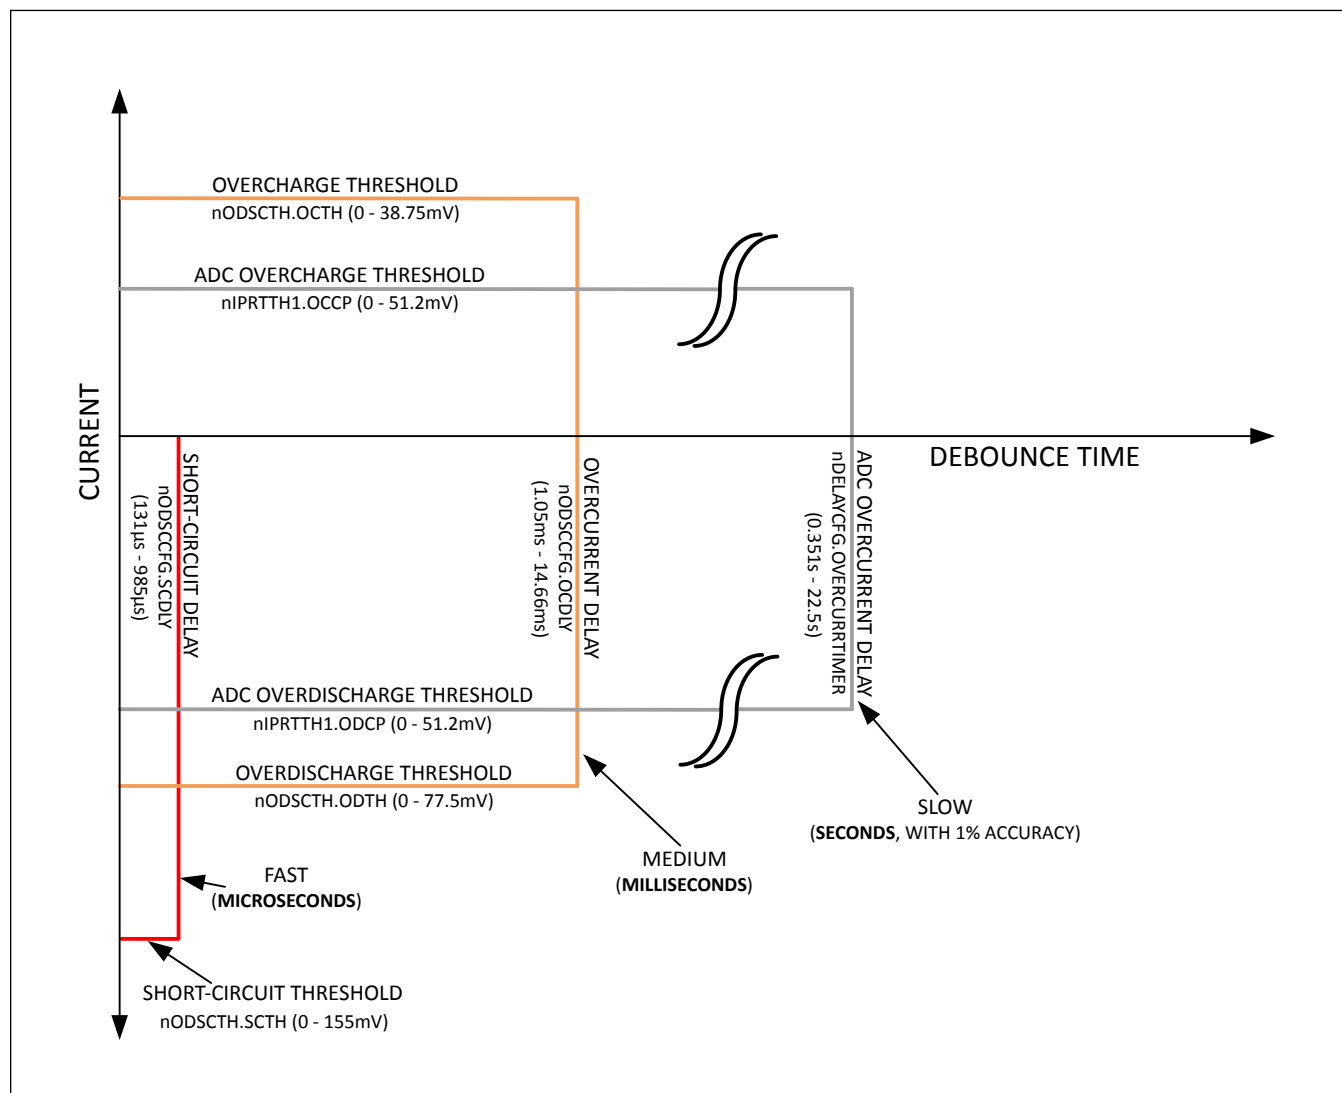 OVERCHARGE THRESHOLD
nODSCTH.OCTH (0 - 38.75mV)
ADC OVERCHARGE THRESHOLD
nIPRTTH1.OCCP (0 - 51.2mV)
CURRENT
DEBOUNCE TIME
SHORT-CIRCUIT DELAY
nODSCCFG.SCDLY
(131µs - 985µs)
OVERCURRENT DELAY
nODSCCFG.OCDLY
(1.05ms - 14.66ms)
ADC OVERCURRENT DELAY
nDELAYCFG.OVERCURRTIMER
(0.351s - 22.5s)
ADC OVERDISCHARGE THRESHOLD
nIPRTTH1.ODCP (0 - 51.2mV)
OVERDISCHARGE THRESHOLD
nODSCTH.ODTH (0 - 77.5mV)
SLOW
(SECONDS, WITH 1% ACCURACY)
MEDIUM
(MILLISECONDS)
FAST
(MICROSECONDS)
SHORT-CIRCUIT THRESHOLD
nODSCTH.SCTH (0 - 155mV)